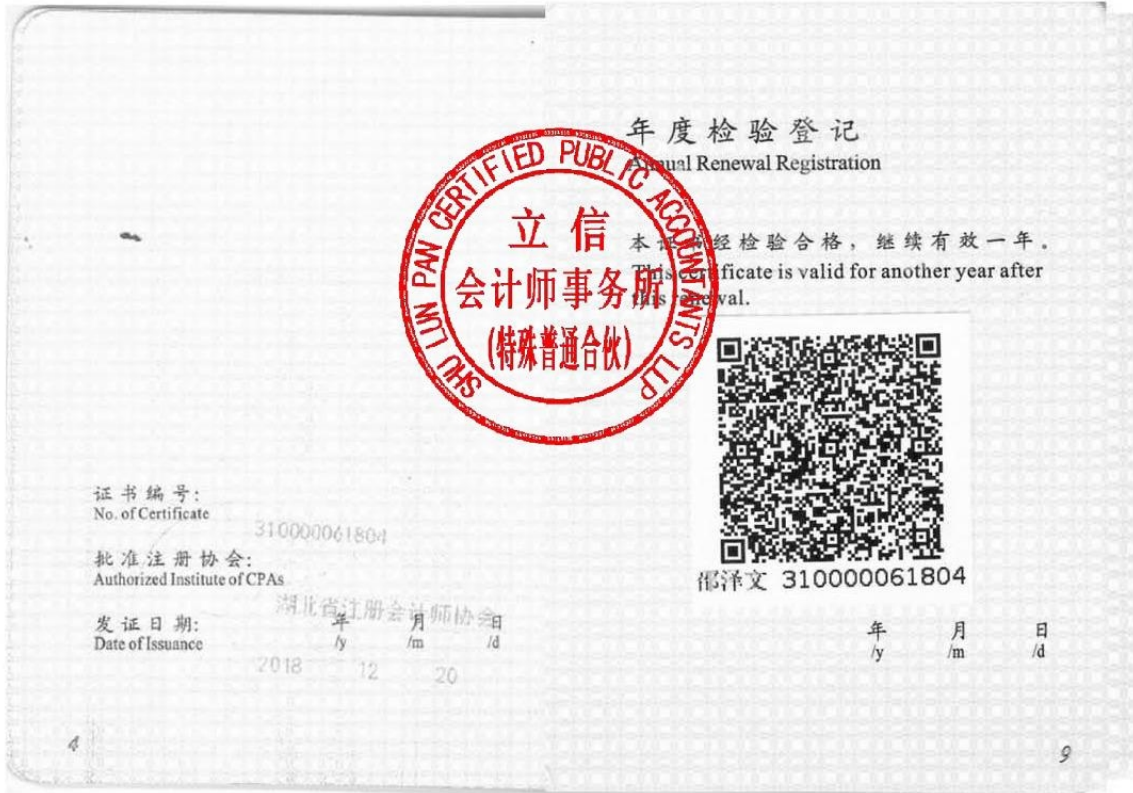 证书编号:
No. of Certificate
310000061804
批准注册协会:
Authorized Institute of CPAs
湖北省注册会计师协会
发证日期:
Date of Issuance
年 月 日
/y /m /d
2018 12 20
4
年度检验登记
Annual Renewal Registration
本证书经检验合格，继续有效一年。
This certificate is valid for another year after
this renewal.
SHU LUN PAN CERTIFIED PUBLIC ACCOUNTANTS LLP
立信
会计师事务所
(特殊普通合伙)
邵泽文 310000061804
年 月 日
/y /m /d
9